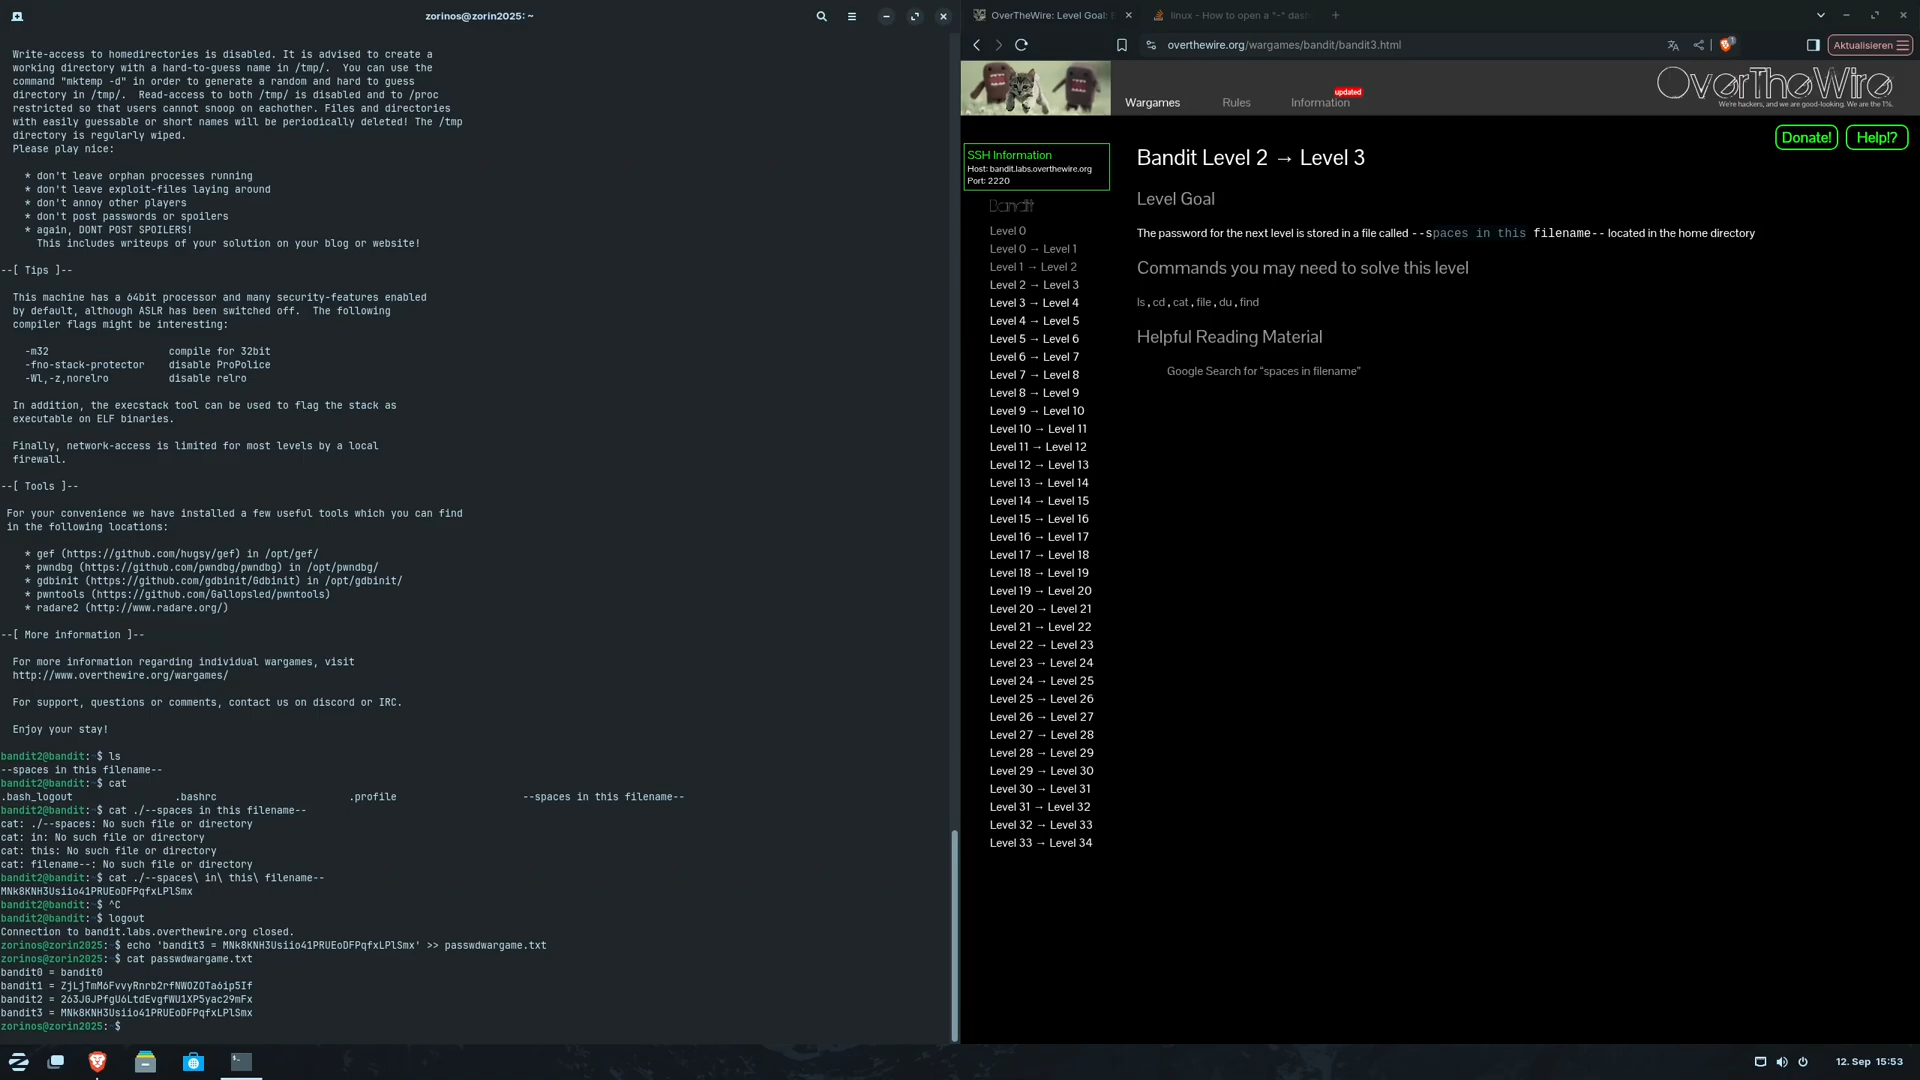 zorinos@zorin2025: ~
Write-access to homedirectories is disabled. It is advised to create a
working directory with a hard-to-guess name in /tmp/.  You can use the
command "mktemp -d" in order to generate a random and hard to guess
directory in /tmp/.  Read-access to both /tmp/ is disabled and to /proc
restricted so that users cannot snoop on eachother. Files and directories
with easily guessable or short names will be periodically deleted! The /tmp
directory is regularly wiped.
Please play nice:
* don't leave orphan processes running
* don't leave exploit-files laying around
* don't annoy other players
* don't post passwords or spoilers
* again, DONT POST SPOILERS!
This includes writeups of your solution on your blog or website!
--[ Tips ]--
This machine has a 64bit processor and many security-features enabled
by default, although ASLR has been switched off.  The following
compiler flags might be interesting:
-m32                    compile for 32bit
-fno-stack-protector    disable ProPolice
-Wl,-z,norelro          disable relro
In addition, the execstack tool can be used to flag the stack as
executable on ELF binaries.
Finally, network-access is limited for most levels by a local
firewall.
--[ Tools ]--
For your convenience we have installed a few useful tools which you can find
in the following locations:
* gef (https://github.com/hugsy/gef) in /opt/gef/
* pwndbg (https://github.com/pwndbg/pwndbg) in /opt/pwndbg/
* gdbinit (https://github.com/gdbinit/Gdbinit) in /opt/gdbinit/
* pwntools (https://github.com/Gallopsled/pwntools)
* radare2 (http://www.radare.org/)
--[ More information ]--
For more information regarding individual wargames, visit
http://www.overthewire.org/wargames/
For support, questions or comments, contact us on discord or IRC.
Enjoy your stay!
bandit2@bandit:~$ ls
--spaces in this filename--
bandit2@bandit:~$ cat
.bash_logout                 .bashrc                      .profile                     --spaces in this filename--
bandit2@bandit:~$ cat ./--spaces in this filename--
cat: ./--spaces: No such file or directory
cat: in: No such file or directory
cat: this: No such file or directory
cat: filename--: No such file or directory
bandit2@bandit:~$ cat ./--spaces\ in\ this\ filename--
MNk8KNH3Usiio41PRUEoDFPqfxLPlSmx
bandit2@bandit:~$ ^C
bandit2@bandit:~$ logout
Connection to bandit.labs.overthewire.org closed.
zorinos@zorin2025:~$ echo 'bandit3 = MNk8KNH3Usiio41PRUEoDFPqfxLPlSmx' >> passwdwargame.txt
zorinos@zorin2025:~$ cat passwdwargame.txt
bandit0 = bandit0
bandit1 = ZjLjTmM6FvvyRnrb2rfNWOZOTa6ip5If
bandit2 = 263JGJPfgU6LtdEvgfWU1XP5yac29mFx
bandit3 = MNk8KNH3Usiio41PRUEoDFPqfxLPlSmx
zorinos@zorin2025:~$
OverTheWire: Level Goal: B
linux - How to open a "-" dash
overthewire.org/wargames/bandit/bandit3.html
Aktualisieren
Wargames
Rules
Information
updated
OverTheWire
We're hackers, and we are good-looking. We are the 1%.
Donate!
Help!?
SSH Information
Host: bandit.labs.overthewire.org
Port: 2220
Bandit
Level 0
Level 0 → Level 1
Level 1 → Level 2
Level 2 → Level 3
Level 3 → Level 4
Level 4 → Level 5
Level 5 → Level 6
Level 6 → Level 7
Level 7 → Level 8
Level 8 → Level 9
Level 9 → Level 10
Level 10 → Level 11
Level 11 → Level 12
Level 12 → Level 13
Level 13 → Level 14
Level 14 → Level 15
Level 15 → Level 16
Level 16 → Level 17
Level 17 → Level 18
Level 18 → Level 19
Level 19 → Level 20
Level 20 → Level 21
Level 21 → Level 22
Level 22 → Level 23
Level 23 → Level 24
Level 24 → Level 25
Level 25 → Level 26
Level 26 → Level 27
Level 27 → Level 28
Level 28 → Level 29
Level 29 → Level 30
Level 30 → Level 31
Level 31 → Level 32
Level 32 → Level 33
Level 33 → Level 34
Bandit Level 2 → Level 3
Level Goal
The password for the next level is stored in a file called --spaces in this filename-- located in the home directory
Commands you may need to solve this level
ls , cd , cat , file , du , find
Helpful Reading Material
Google Search for “spaces in filename”
12. Sep 15:53